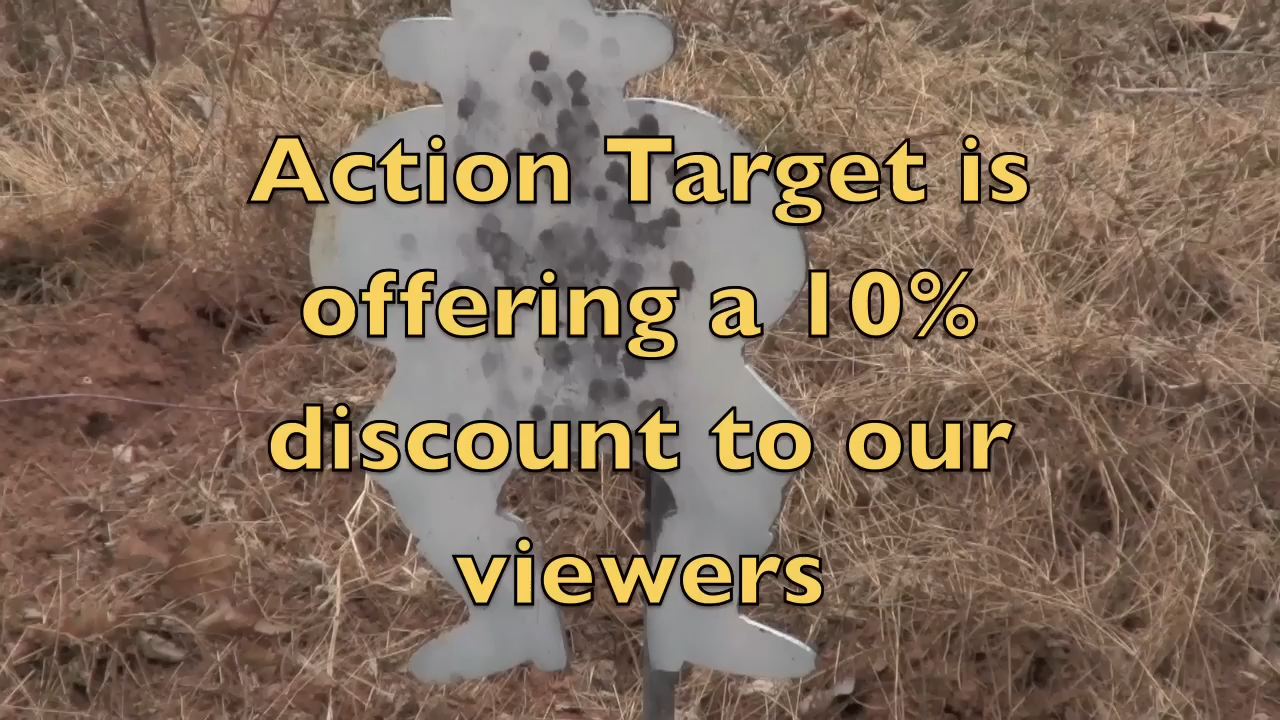 Action Target is
offering a 10%
discount to our
viewers